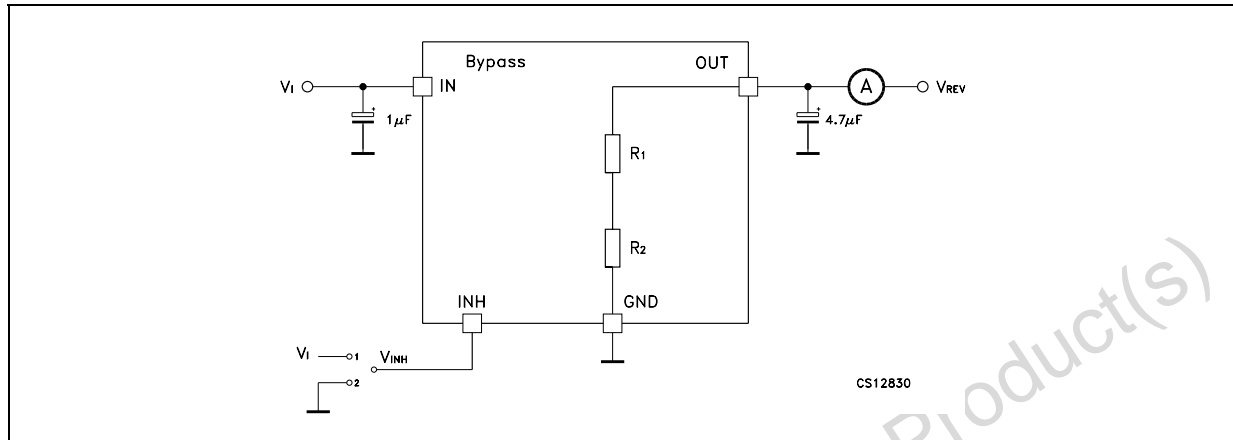 Bypass
OUT
VI
IN
1μF
A
VREV
4.7μF
R1
R2
INH
GND
VI
1
VINH
2
CS12830
Product(s)